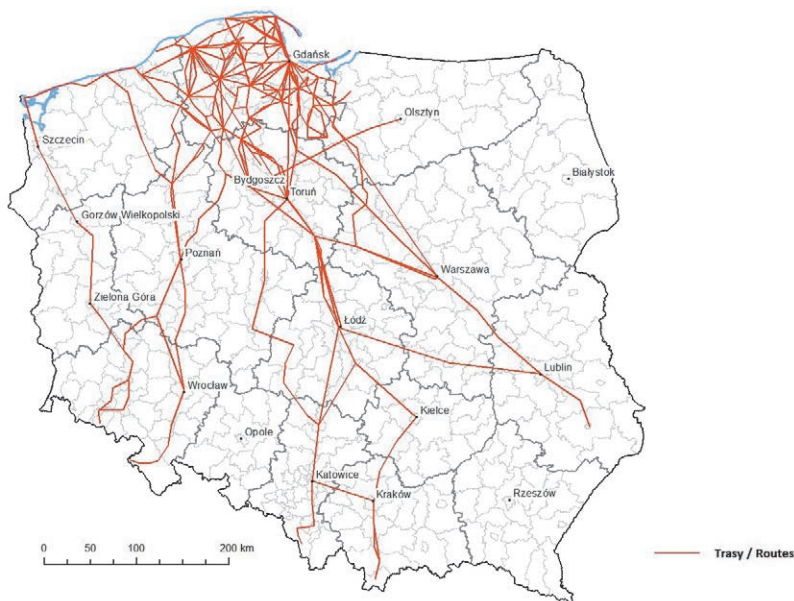 Gdańsk
Olsztyn
Szczecin
Białystok
Bydgoszcz
Toruń
Gorzów Wielkopolski
Poznań
Warszawa
Zielona Góra
Łódź
Lublin
Wrocław
Kielce
Opole
Katowice
Kraków
Rzeszów
0 50 100 200 km
Trasy / Routes